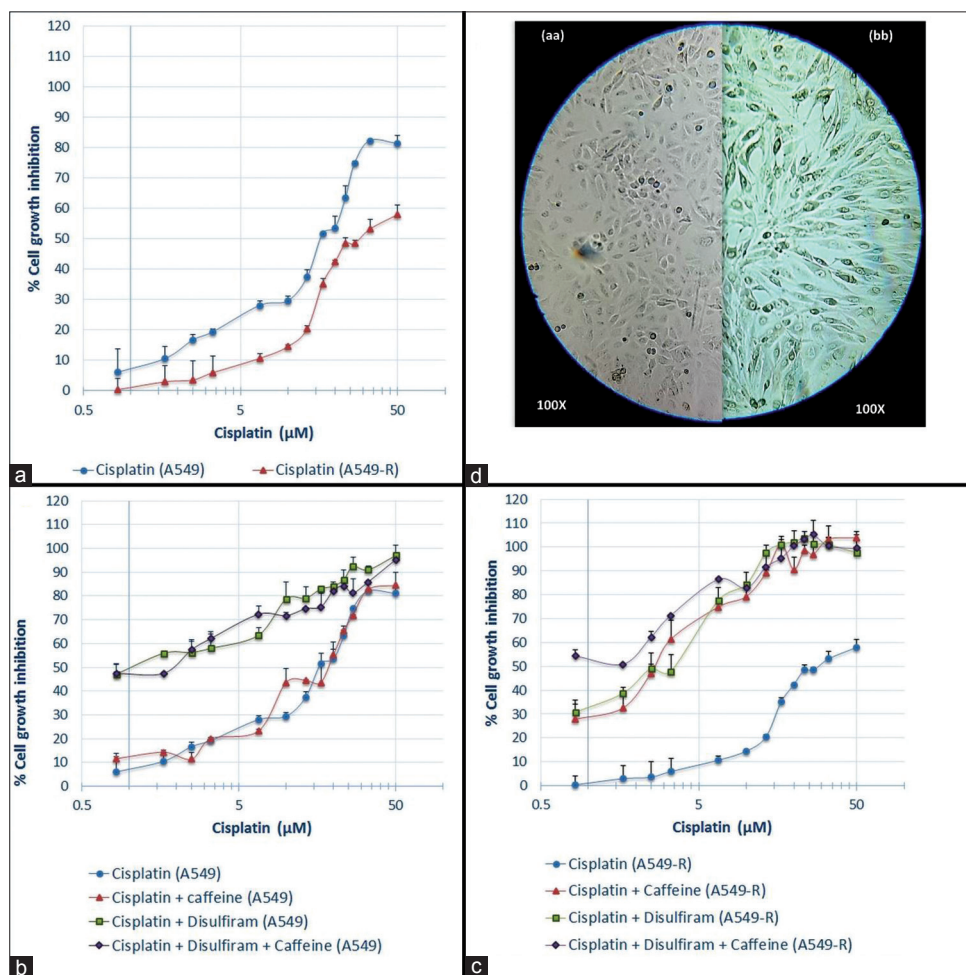 120
110
100
90
80
70
60
50
40
30
20
10
0
% Cell growth inhibition
0.5
5
50
Cisplatin (µM)
Cisplatin (A549)
Cisplatin (A549-R)
a
(aa)
(bb)
100X
100X
d
120
110
100
90
80
70
60
50
40
30
20
10
0
% Cell growth inhibition
0.5
5
50
Cisplatin (µM)
Cisplatin (A549)
Cisplatin + caffeine (A549)
Cisplatin + Disulfiram (A549)
Cisplatin + Disulfiram + Caffeine (A549)
b
120
110
100
90
80
70
60
50
40
30
20
10
0
% Cell growth inhibition
0.5
5
50
Cisplatin (µM)
Cisplatin (A549-R)
Cisplatin + Caffeine (A549-R)
Cisplatin + Disulfiram (A549-R)
Cisplatin + Disulfiram + Caffeine (A549-R)
c